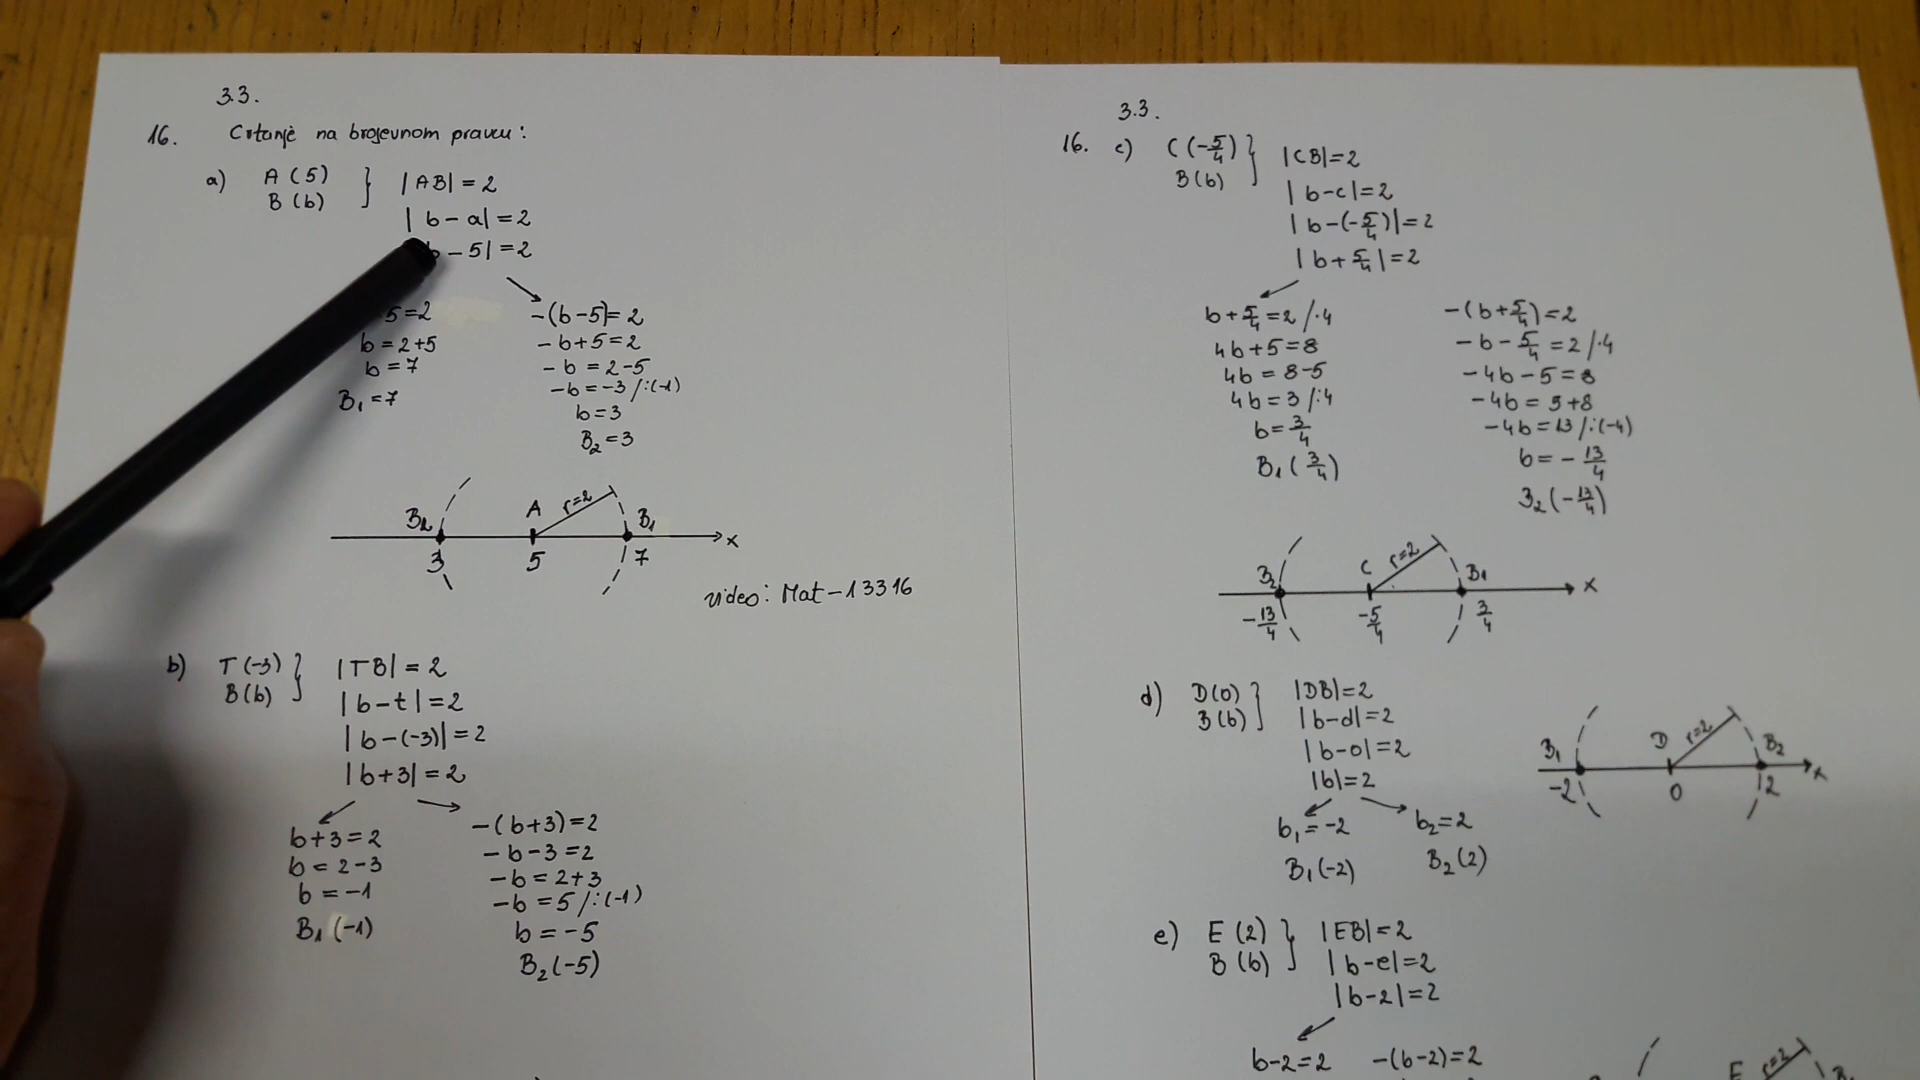 3.3.
16. Crtanje na brojevnom pravcu:
a) A (5) B (b) } |AB| = 2
| b - a| = 2
b - 5| = 2
5 = 2
b = 2+5
b = 7
B₁ = 7
-(b-5)= 2
- b + 5 = 2
- b = 2-5
-b = -3 /:(-1)
b = 3
B₂ = 3
B₂ A r=2 B₁ x
3 5 7
video: Mat-13316
b) T (-3) B (b) } |TB| = 2
| b - t | = 2
| b - (-3)| = 2
| b+3| = 2
b + 3 = 2
b = 2 - 3
b = -1
B₁ (-1)
-( b+3) = 2
- b - 3 = 2
-b = 2+3
-b = 5 /:(-1)
b = -5
B₂ (-5)
3.3.
16. c) C (-5/4) B (b) } |CB| = 2
| b-c| = 2
| b-(-5/4)| = 2
| b + 5/4 | = 2
b + 5/4 = 2 /·4
4b + 5 = 8
4b = 8-5
4b = 3 /:4
b = 3/4
B₁ ( 3/4 )
-( b + 5/4) = 2
- b - 5/4 = 2 /·4
-4b - 5 = 8
-4b = 5+8
-4b = 13 /:(-4)
b = - 13/4
B₂ (- 13/4)
B₂ C r=2 B₁ x
-13/4 -5/4 3/4
d) D(0) B (b) } |DB| = 2
|b-d| = 2
| b-0| = 2
|b| = 2
b₁ = -2 b₂ = 2
B₁ (-2) B₂ (2)
B₁ D r=2 B₂ x
-2 0 2
e) E (2) B (b) } |EB| = 2
| b-e| = 2
| b-2| = 2
b-2 = 2 -(b-2) = 2
E r=2 B₁